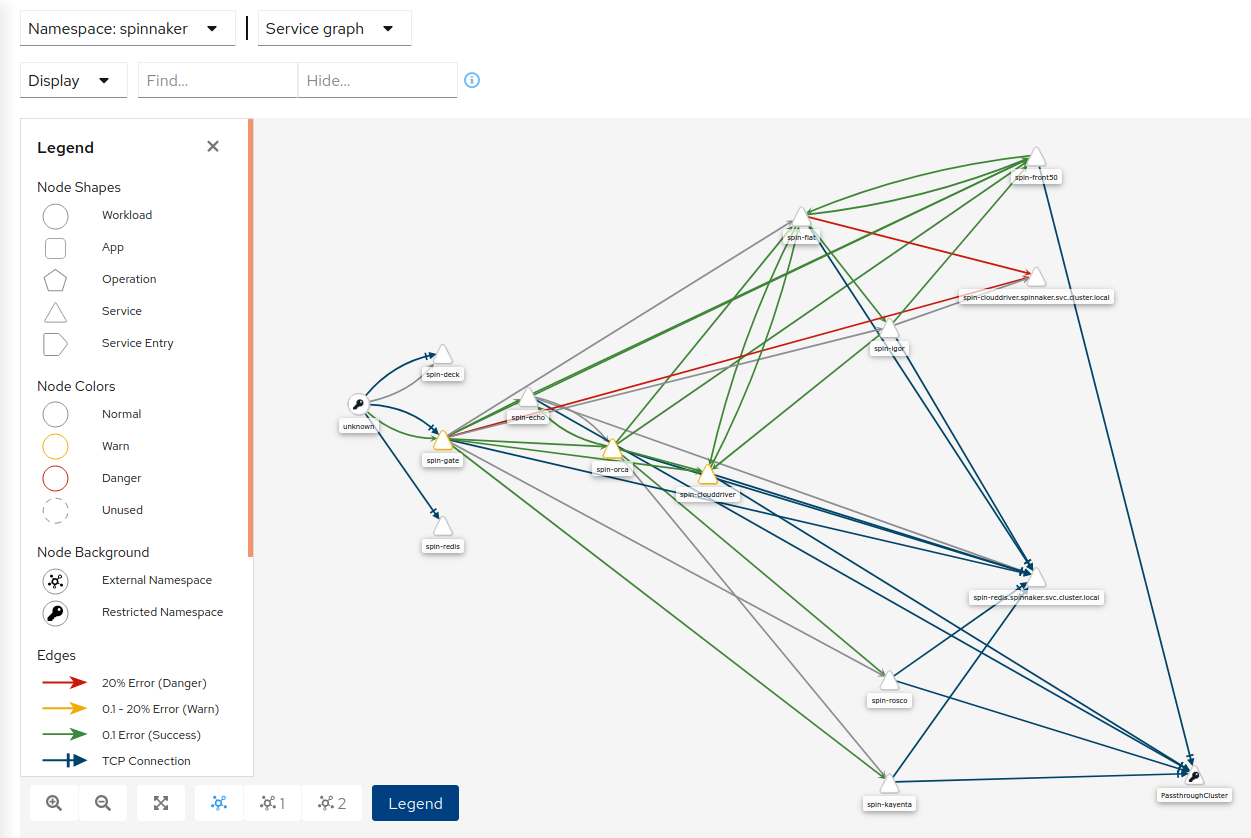 Namespace: spinnaker
Service graph
Display
Find...
Hide...
Legend
Node Shapes
Workload
App
Operation
Service
Service Entry
Node Colors
Normal
Warn
Danger
Unused
Node Background
External Namespace
Restricted Namespace
Edges
20% Error (Danger)
0.1 - 20% Error (Warn)
0.1 Error (Success)
TCP Connection
1
2
Legend
spin-front50
spin-fiat
spin-clouddriver.spinnaker.svc.cluster.local
spin-igor
spin-deck
spin-echo
unknown
spin-gate
spin-orca
spin-clouddriver
spin-redis
spin-redis.spinnaker.svc.cluster.local
spin-rosco
PassthroughCluster
spin-kayenta